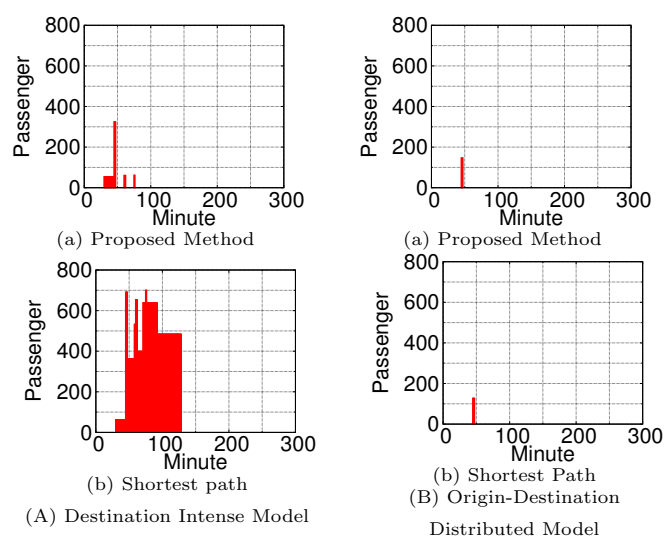 800
600
400
200
0
Passenger
0 100 200 300
Minute
(a) Proposed Method
800
600
400
200
0
Passenger
0 100 200 300
Minute
(a) Proposed Method
800
600
400
200
0
Passenger
0 100 200 300
Minute
(b) Shortest path
(A) Destination Intense Model
800
600
400
200
0
Passenger
0 100 200 300
Minute
(b) Shortest Path
(B) Origin-Destination
Distributed Model